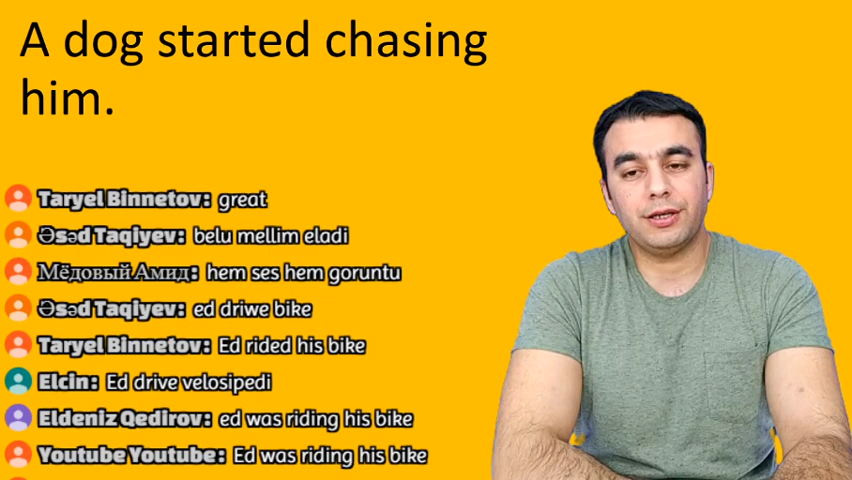 A dog started chasing
him.
Taryel Binnetov: great
Əsəd Taqiyev: belu mellim eladi
Мёдовый Амид: hem ses hem goruntu
Əsəd Taqiyev: ed driwe bike
Taryel Binnetov: Ed rided his bike
Elcin: Ed drive velosipedi
Eldeniz Qedirov: ed was riding his bike
Youtube Youtube: Ed was riding his bike